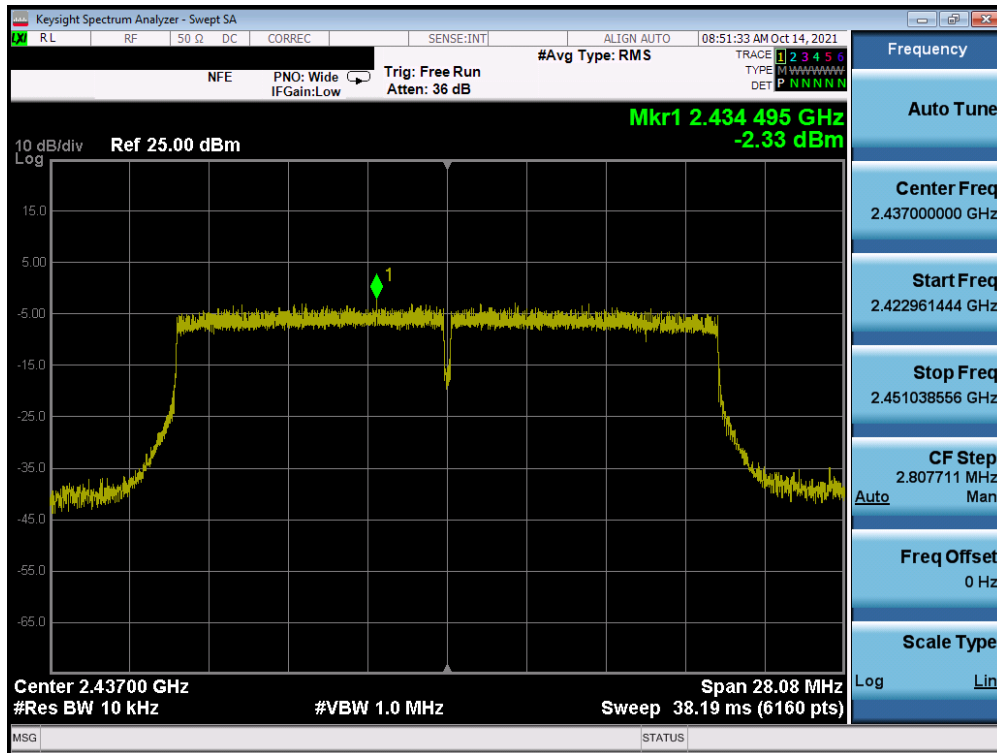 Keysight Spectrum Analyzer - Swept SA
LXI RL RF 50 Ω DC CORREC SENSE:INT ALIGN AUTO 08:51:33 AM Oct 14, 2021
NFE PNO: Wide Trig: Free Run #Avg Type: RMS TRACE 1 2 3 4 5 6
IFGain:Low Atten: 36 dB TYPE M WWWWW
DET P N N N N N
Mkr1 2.434 495 GHz
-2.33 dBm
10 dB/div Ref 25.00 dBm
Log
15.0
5.00
1
-5.00
-15.0
-25.0
-35.0
-45.0
-55.0
-65.0
Center 2.43700 GHz Span 28.08 MHz
#Res BW 10 kHz #VBW 1.0 MHz Sweep 38.19 ms (6160 pts)
MSG STATUS
Frequency
Auto Tune
Center Freq
2.437000000 GHz
Start Freq
2.422961444 GHz
Stop Freq
2.451038556 GHz
CF Step
2.807711 MHz
Auto Man
Freq Offset
0 Hz
Scale Type
Log Lin